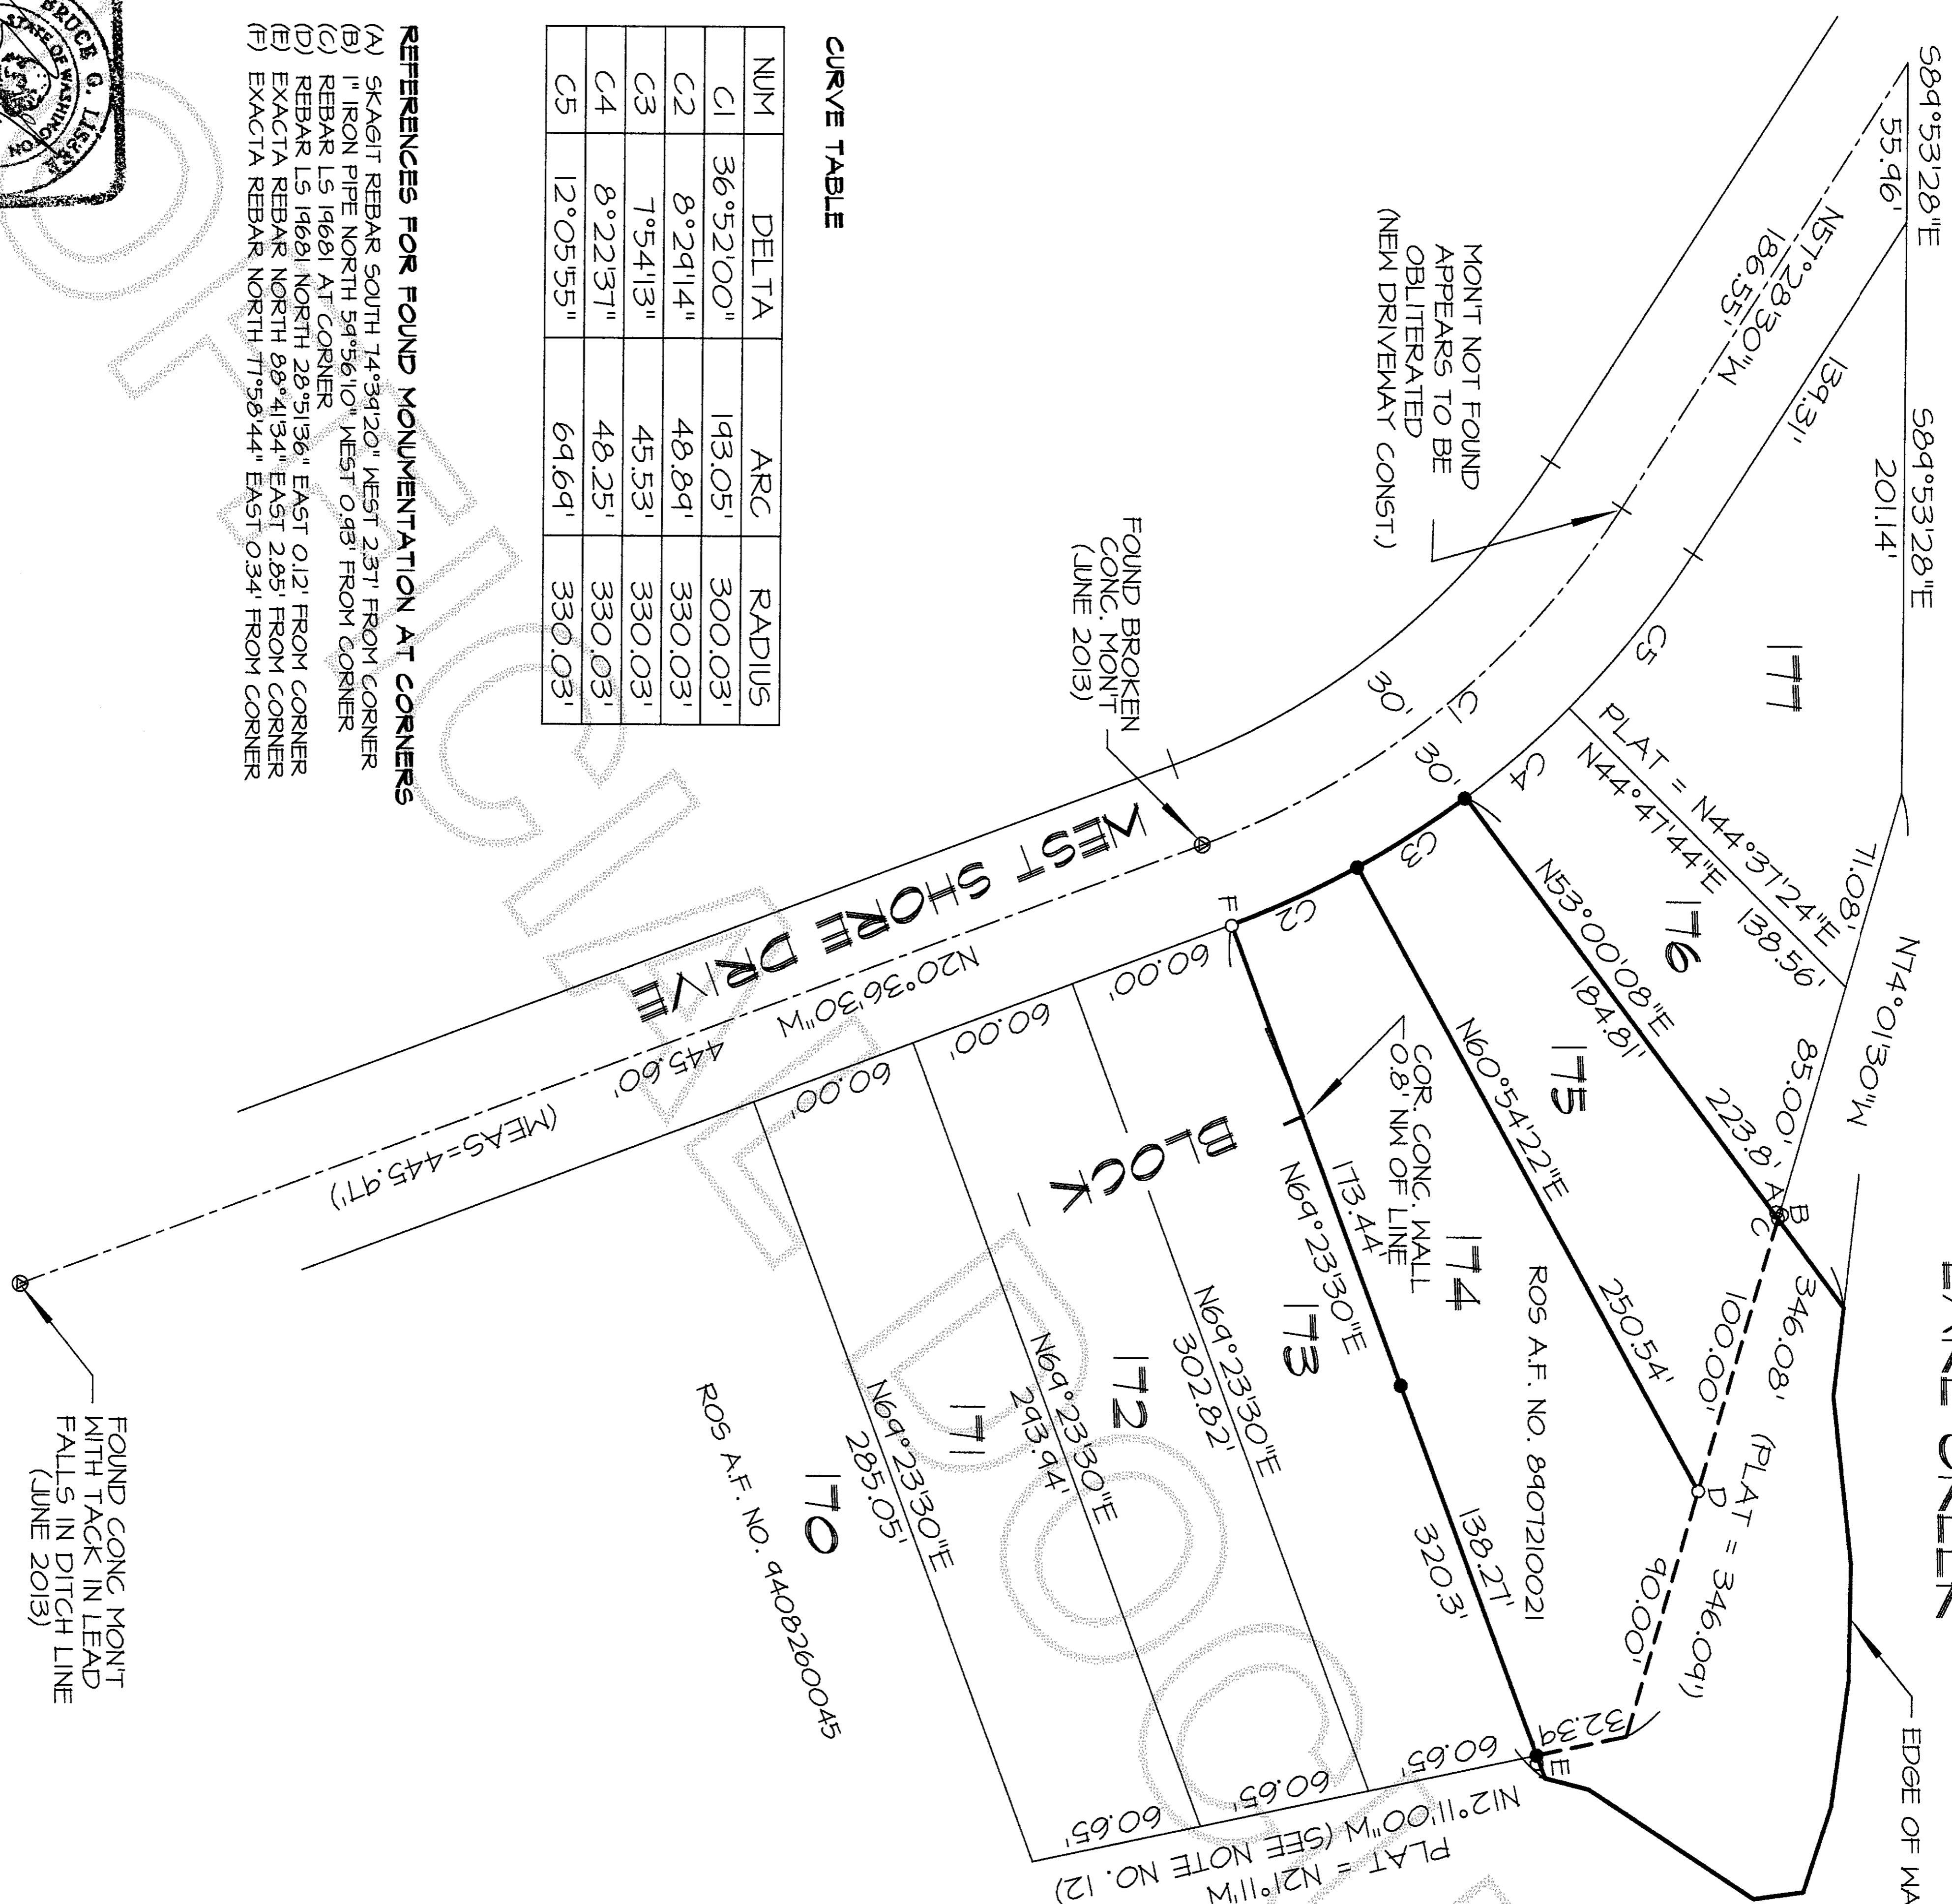 S89°53'28"E
55.96'
S89°53'28"E
201.14'
N57°28'30"W
186.55'
139.31'
177
MON'T NOT FOUND
APPEARS TO BE
OBLITERATED
(NEW DRIVEWAY CONST.)
C5
C1
30'
30'
C4
PLAT = N44°37'24"E
N44°47'44"E 138.56'
71.08'
N74°01'30"W
176
85.00'
N53°00'08"E
184.81'
223.8'
A
B
C
175
C3
N60°54'22"E
250.54'
100.00'
346.08' (PLAT = 346.09')
D
90.00'
EDGE OF WA
FOUND BROKEN
CONC. MON'T
(JUNE 2013)
F
C2
COR. CONC. WALL
0.8' NW OF LINE
174
ROS A.F. NO. 8907210021
173.44'
N69°23'30"E
138.27'
320.3'
32.39
E
173
60.00'
WEST SHORE DRIVE
N20°36'30"W
445.60'
(MEAS=445.97')
60.00'
60.00'
BLOCK 1
N69°23'30"E
302.82'
172
N69°23'30"E
293.94'
171
N69°23'30"E
285.05'
170
ROS A.F. NO. 9408260045
60.65'
60.65'
60.65'
N12°11'00"W (SEE NOTE NO. 12)
PLAT = N21°11'W
FOUND CONC MON'T
WITH TACK IN LEAD
FALLS IN DITCH LINE
(JUNE 2013)
CURVE TABLE
NUM DELTA ARC RADIUS
C1 36°52'00" 193.05' 300.03'
C2 8°29'14" 48.89' 330.03'
C3 7°54'13" 45.53' 330.03'
C4 8°22'37" 48.25' 330.03'
C5 12°05'55" 69.69' 330.03'
REFERENCES FOR FOUND MONUMENTATION AT CORNERS
(A) SKAGIT REBAR SOUTH 74°39'20" WEST 2.37' FROM CORNER
(B) 1" IRON PIPE NORTH 59°56'10" WEST 0.93' FROM CORNER
(C) REBAR LS 19681 AT CORNER
(D) REBAR LS 19681 NORTH 28°51'36" EAST 0.12' FROM CORNER
(E) EXACTA REBAR NORTH 88°41'34" EAST 2.85' FROM CORNER
(F) EXACTA REBAR NORTH 77°58'44" EAST 0.34' FROM CORNER
BRUCE G.
STATE OF WASHING